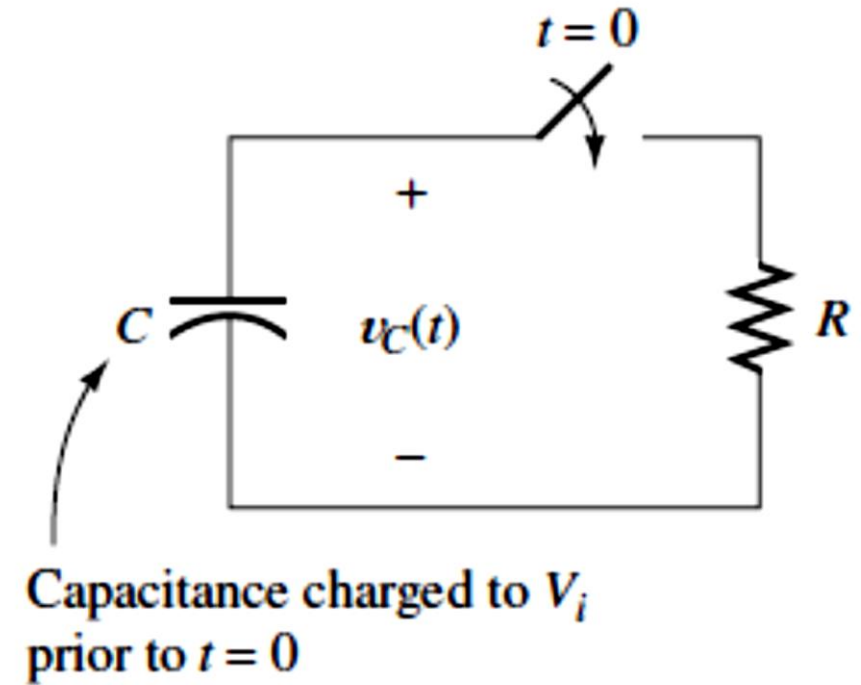 t = 0
+
C
v_C(t)
R
−
Capacitance charged to V_i
prior to t = 0